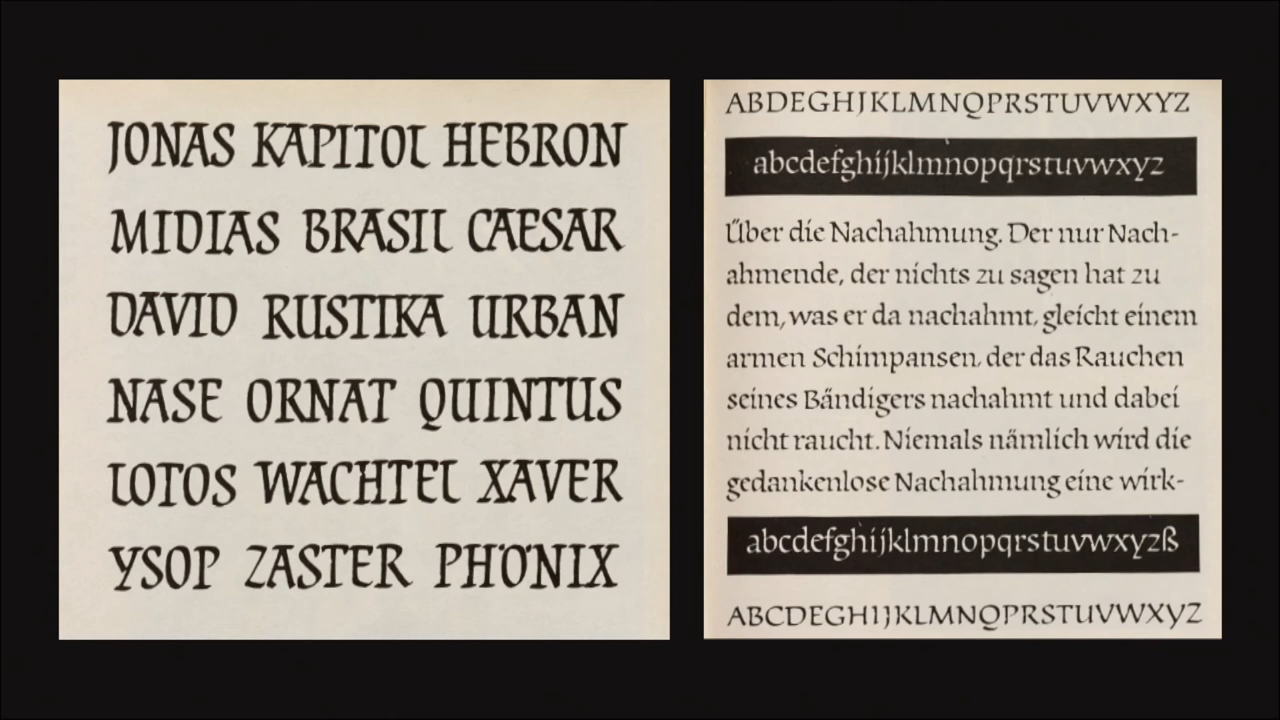 JONAS KAPITOL HEBRON
MIDIAS BRASIL CAESAR
DAVID RUSTIKA URBAN
NASE ORNAT QUINTUS
LOTOS WACHTEL XAVER
YSOP ZASTER PHÖNIX
ABDEGHJKLMNQPRSTUVWXYZ
abcdefghijklmnopqrstuvwxyz
Über die Nachahmung. Der nur Nach-
ahmende, der nichts zu sagen hat zu
dem, was er da nachahmt, gleicht einem
armen Schimpansen, der das Rauchen
seines Bändigers nachahmt und dabei
nicht raucht. Niemals nämlich wird die
gedankenlose Nachahmung eine wirk-
abcdefghijklmnopqrstuvwxyzß
ABCDEGHIJKLMNQPRSTUVWXYZ